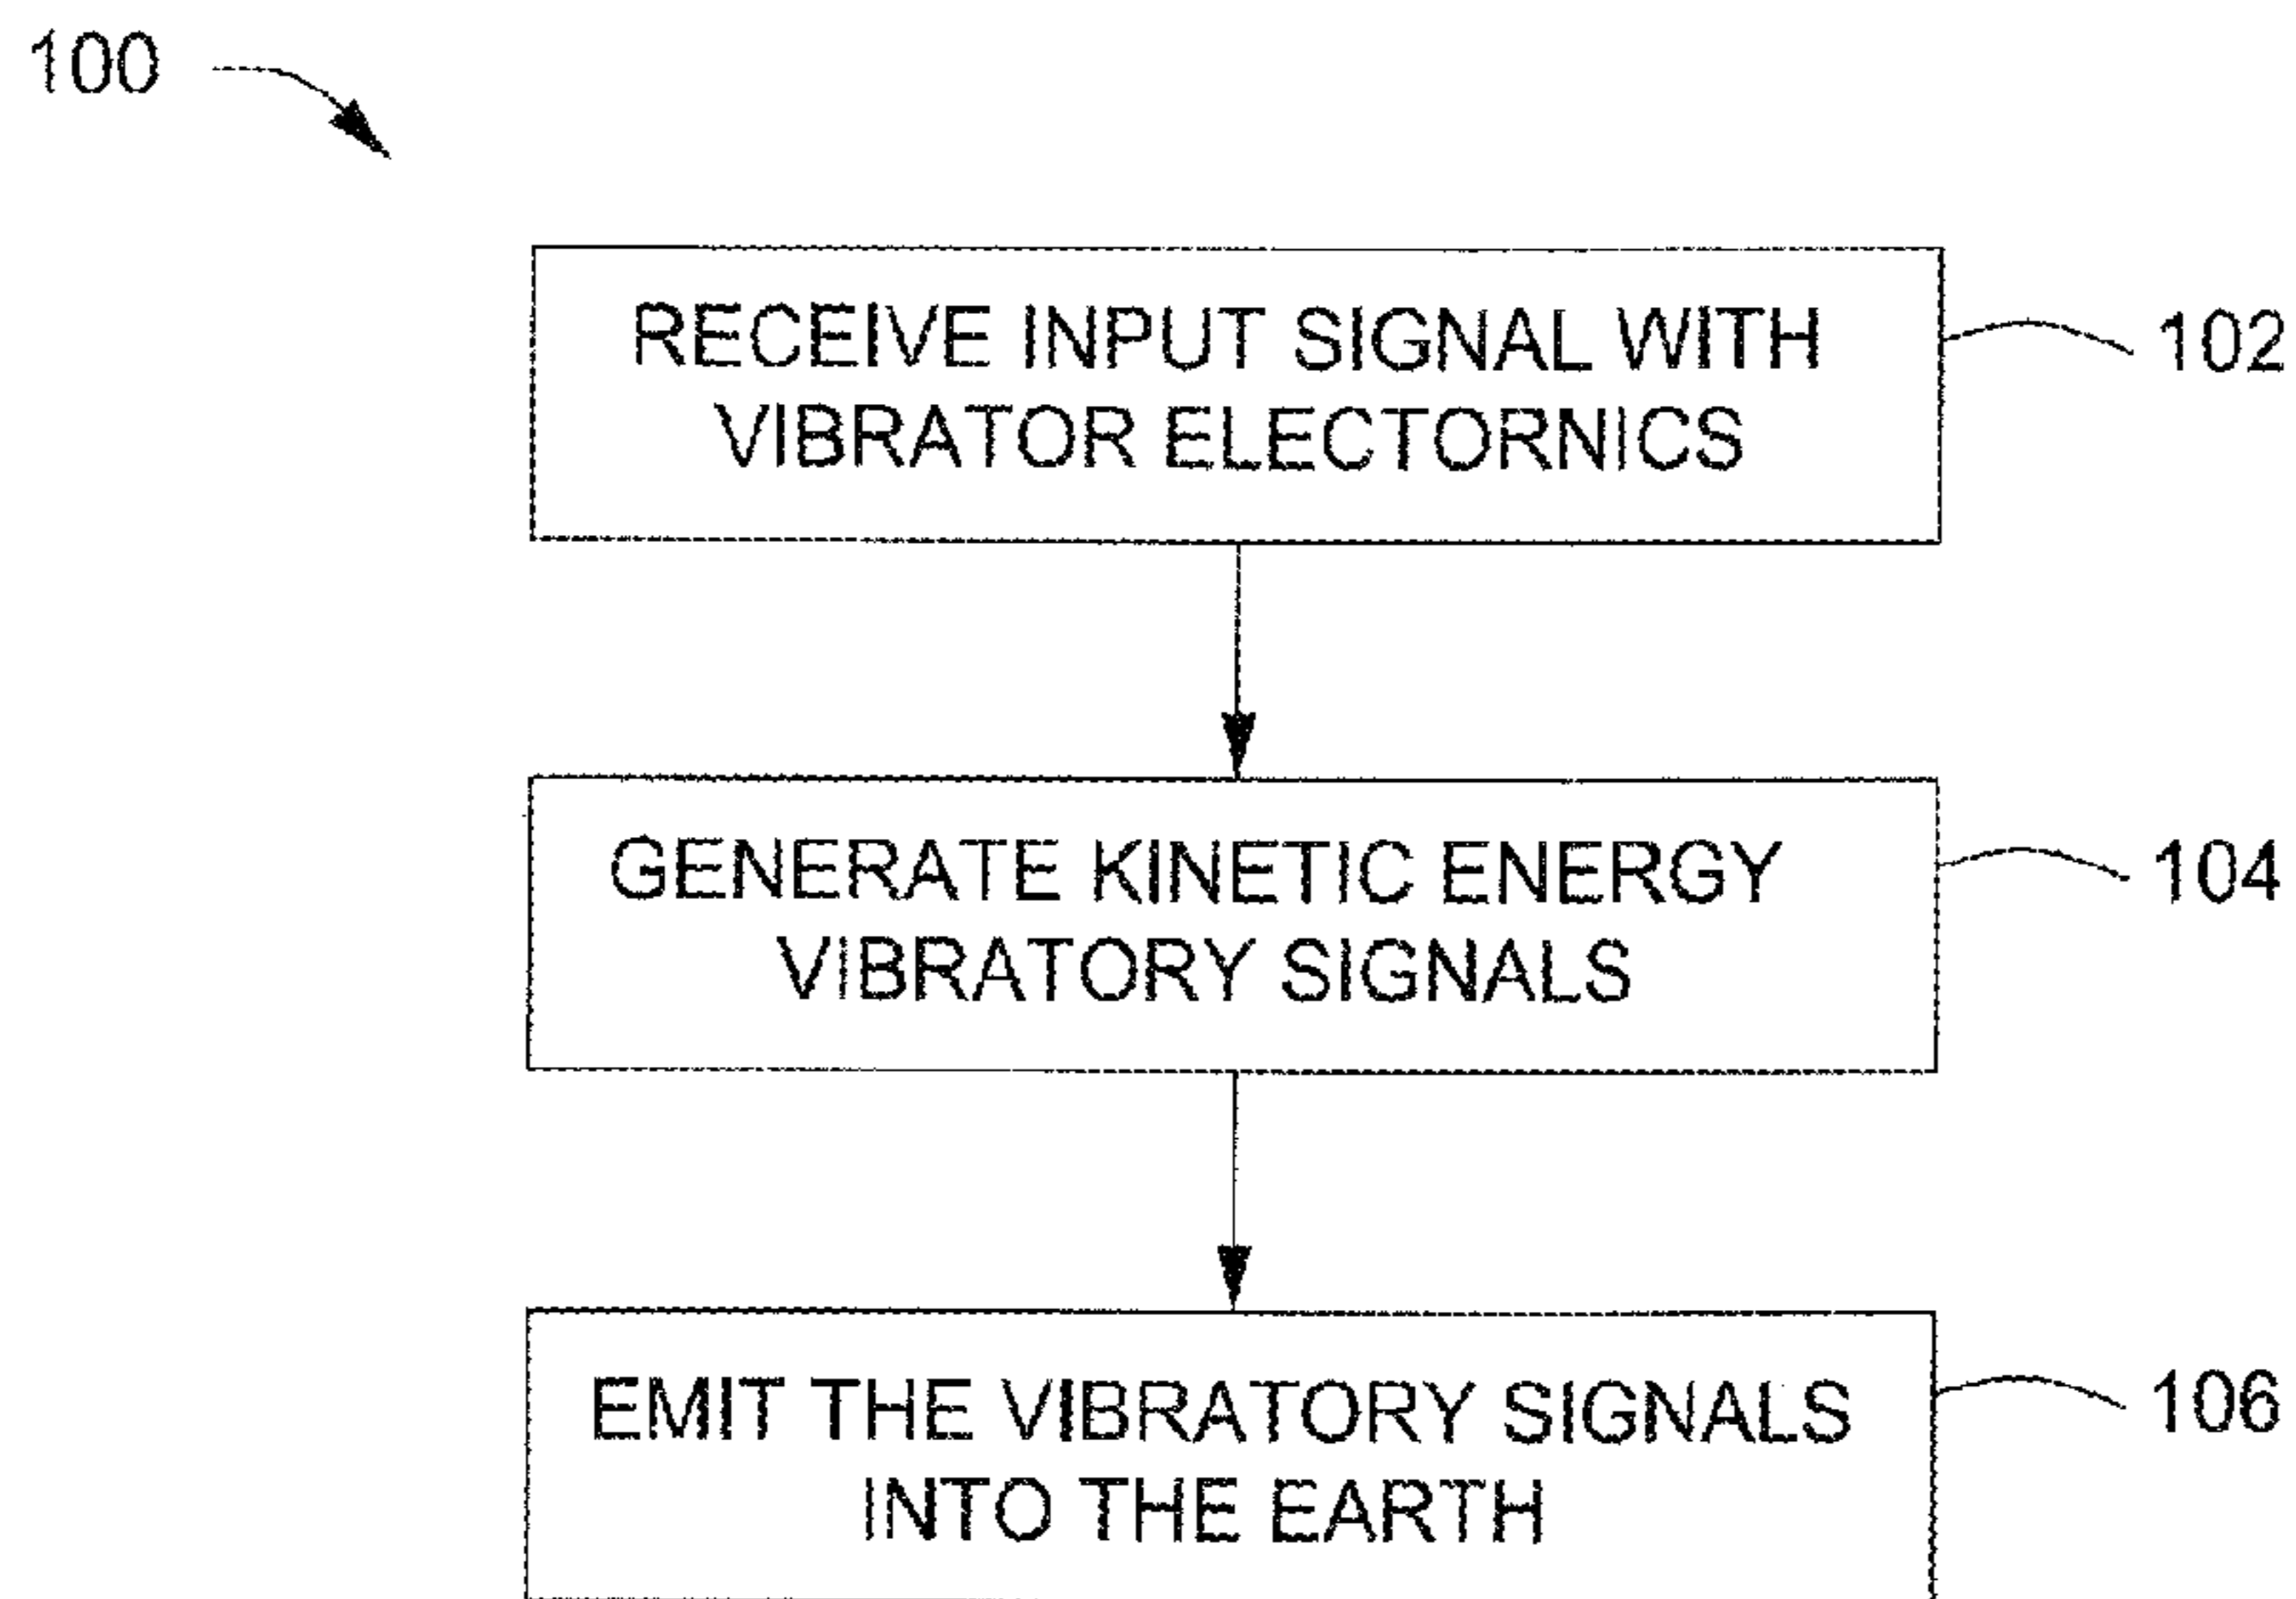 100
RECEIVE INPUT SIGNAL WITH
VIBRATOR ELECTORNICS
102
GENERATE KINETIC ENERGY
VIBRATORY SIGNALS
104
EMIT THE VIBRATORY SIGNALS
INTO THE EARTH
106